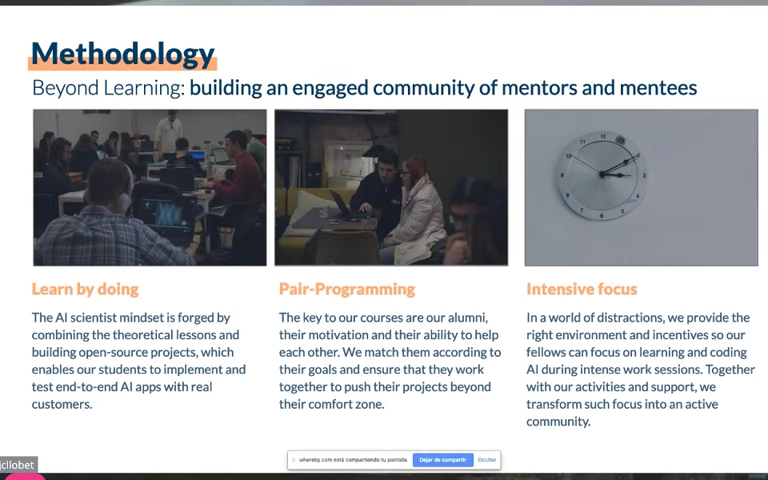 Methodology
Beyond Learning: building an engaged community of mentors and mentees
Learn by doing
The AI scientist mindset is forged by
combining the theoretical lessons and
building open-source projects, which
enables our students to implement and
test end-to-end AI apps with real
customers.
Pair-Programming
The key to our courses are our alumni,
their motivation and their ability to help
each other. We match them according to
their goals and ensure that they work
together to push their projects beyond
their comfort zone.
Intensive focus
In a world of distractions, we provide the
right environment and incentives so our
fellows can focus on learning and coding
AI during intense work sessions. Together
with our activities and support, we
transform such focus into an active
community.
jcllobet
whereby.com está compartiendo tu pantalla. Dejar de compartir Ocultar